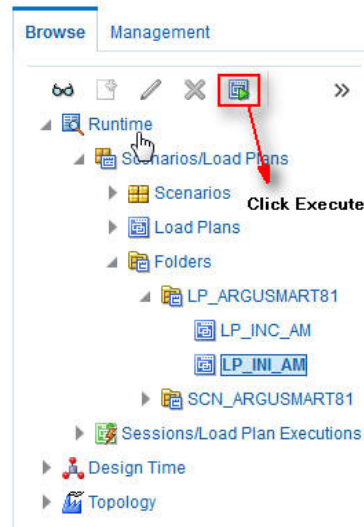 Browse Management
»
Runtime
Scenarios/Load Plans
Scenarios
Click Execute
Load Plans
Folders
LP_ARGUSMART81
LP_INC_AM
LP_INI_AM
SCN_ARGUSMART81
Sessions/Load Plan Executions
Design Time
Topology